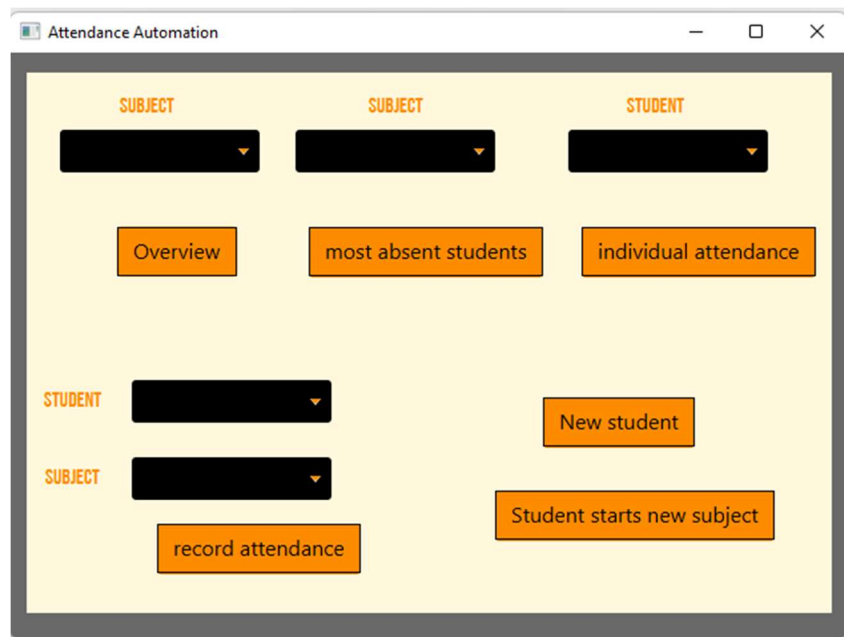 Attendance Automation
SUBJECT SUBJECT STUDENT
Overview most absent students individual attendance
STUDENT
New student
SUBJECT
Student starts new subject
record attendance